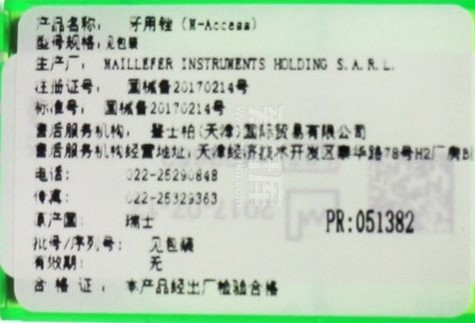 产品名称： 牙用锉（M-Access）
型号规格：见包装
生产厂： MAILLEFER INSTRUMENTS HOLDING S.A.R.L.
注册证号： 国械备20170214号
标准号： 国械备20170214号
售后服务机构： 登士柏(天津)国际贸易有限公司
售后服务机构经营地址：天津经济技术开发区泰华路78号H2厂房B
电话： 022-25290848
传真： 022-25329363
原产国： 瑞士
PR:051382
批号/序列号： 见包装
有效期： 无
合格证： 本产品经出厂检验合格